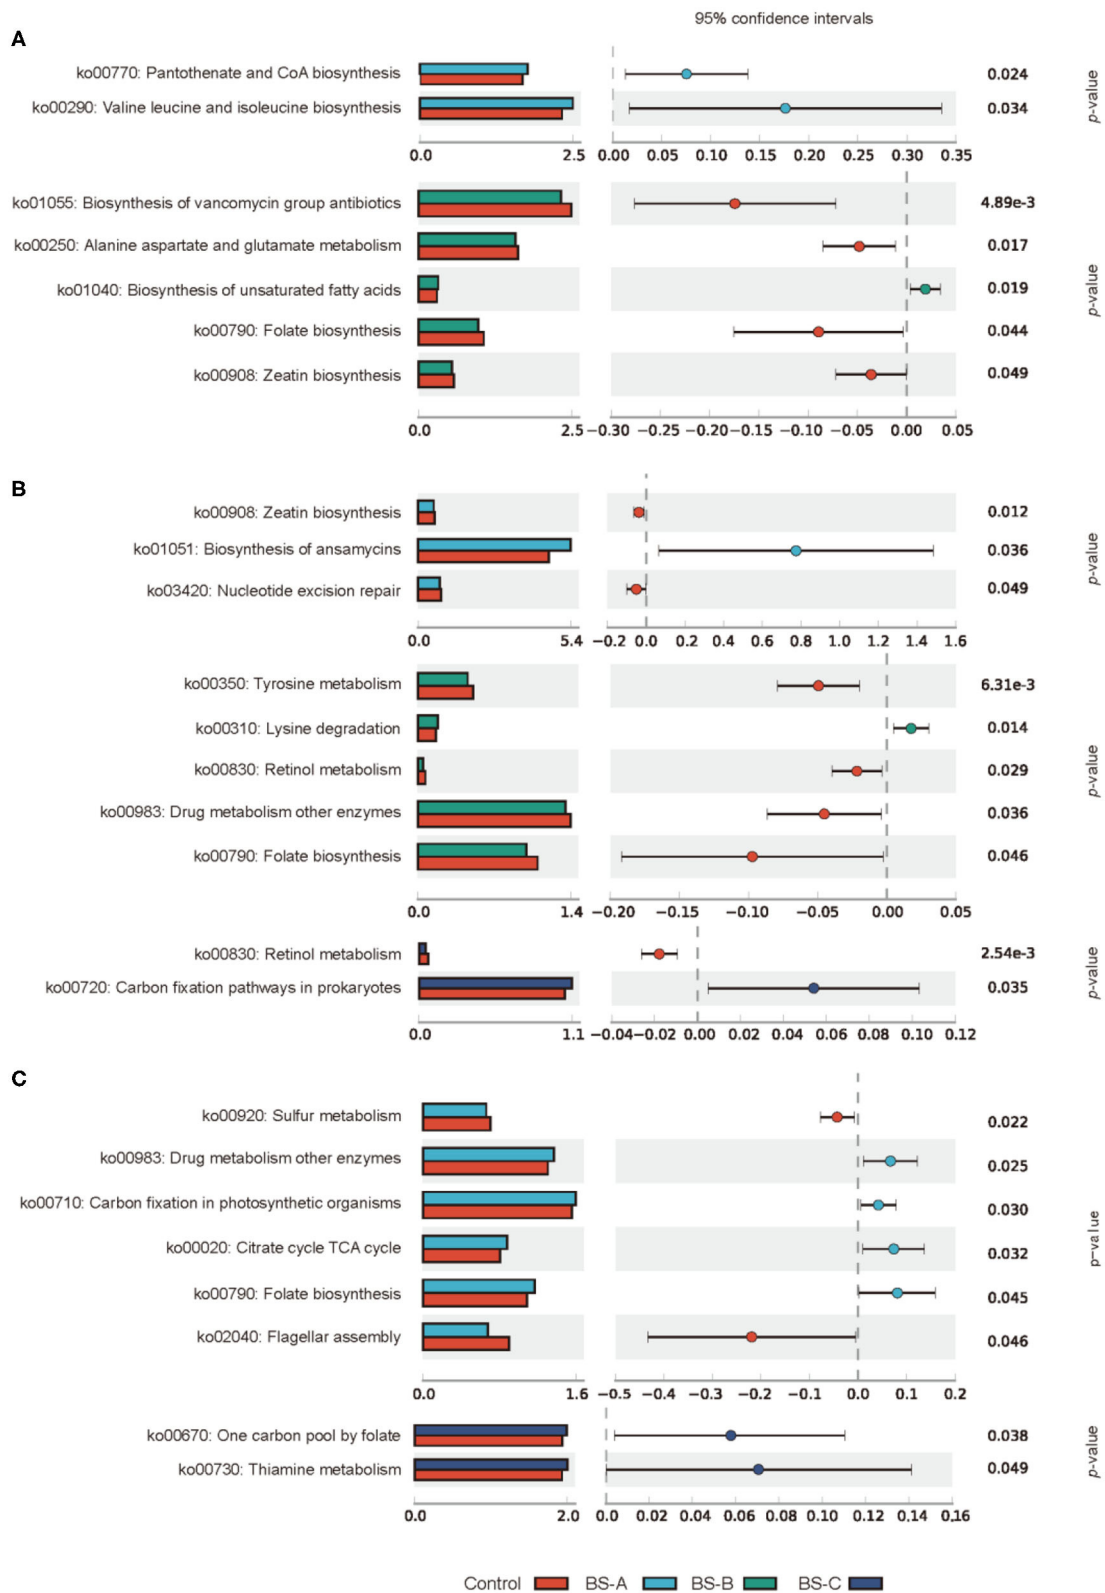 95% confidence intervals
A
ko00770: Pantothenate and CoA biosynthesis 0.024
ko00290: Valine leucine and isoleucine biosynthesis 0.034
p-value
0.0 2.5 0.00 0.05 0.10 0.15 0.20 0.25 0.30 0.35
ko01055: Biosynthesis of vancomycin group antibiotics 4.89e-3
ko00250: Alanine aspartate and glutamate metabolism 0.017
ko01040: Biosynthesis of unsaturated fatty acids 0.019
p-value
ko00790: Folate biosynthesis 0.044
ko00908: Zeatin biosynthesis 0.049
0.0 2.5 −0.30 −0.25 −0.20 −0.15 −0.10 −0.05 0.00 0.05
B
ko00908: Zeatin biosynthesis 0.012
ko01051: Biosynthesis of ansamycins 0.036
p-value
ko03420: Nucleotide excision repair 0.049
0.0 5.4 −0.2 0.0 0.2 0.4 0.6 0.8 1.0 1.2 1.4 1.6
ko00350: Tyrosine metabolism 6.31e-3
ko00310: Lysine degradation 0.014
ko00830: Retinol metabolism 0.029
p-value
ko00983: Drug metabolism other enzymes 0.036
ko00790: Folate biosynthesis 0.046
0.0 1.4 −0.20 −0.15 −0.10 −0.05 0.00 0.05
ko00830: Retinol metabolism 2.54e-3
ko00720: Carbon fixation pathways in prokaryotes 0.035
p-value
0.0 1.1 −0.04 −0.02 0.00 0.02 0.04 0.06 0.08 0.10 0.12
C
ko00920: Sulfur metabolism 0.022
ko00983: Drug metabolism other enzymes 0.025
ko00710: Carbon fixation in photosynthetic organisms 0.030
p-value
ko00020: Citrate cycle TCA cycle 0.032
ko00790: Folate biosynthesis 0.045
ko02040: Flagellar assembly 0.046
0.0 1.6 −0.5 −0.4 −0.3 −0.2 −0.1 0.0 0.1 0.2
ko00670: One carbon pool by folate 0.038
ko00730: Thiamine metabolism 0.049
p-value
0.0 2.0 0.0 0.02 0.04 0.06 0.08 0.10 0.12 0.14 0.16
Control BS-A BS-B BS-C